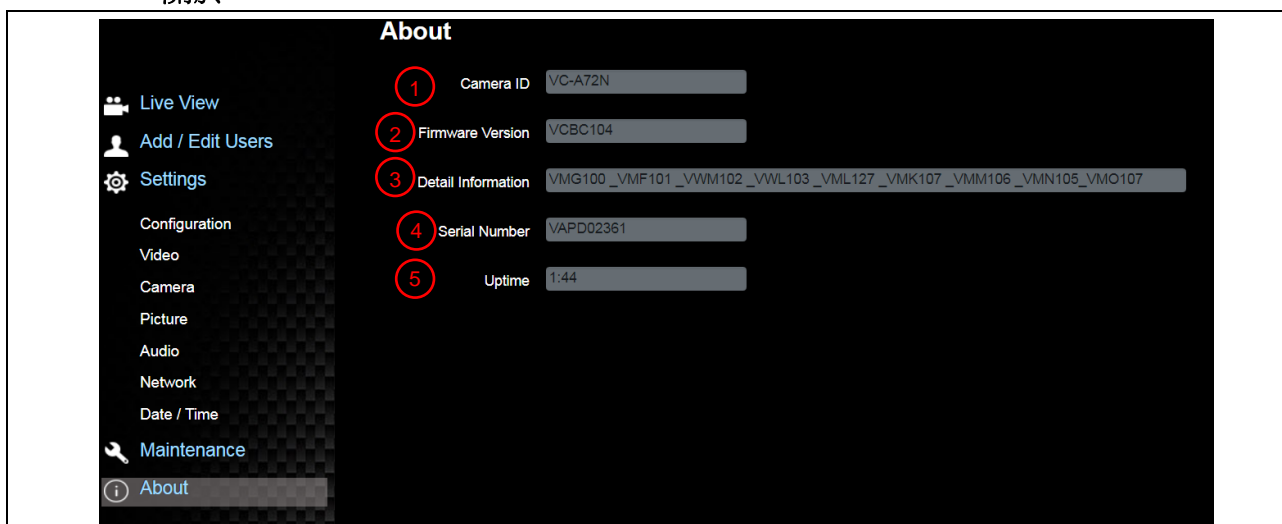 About
1 Camera ID VC-A72N
Live View
2 Firmware Version VCBC104
Add / Edit Users
3 Detail Information VMG100 _VMF101 _VWM102 _VWL103 _VML127 _VMK107 _VMM106 _VMN105_VMO107
Settings
4 Serial Number VAPD02361
Configuration
Video
5 Uptime 1:44
Camera
Picture
Audio
Network
Date / Time
Maintenance
About